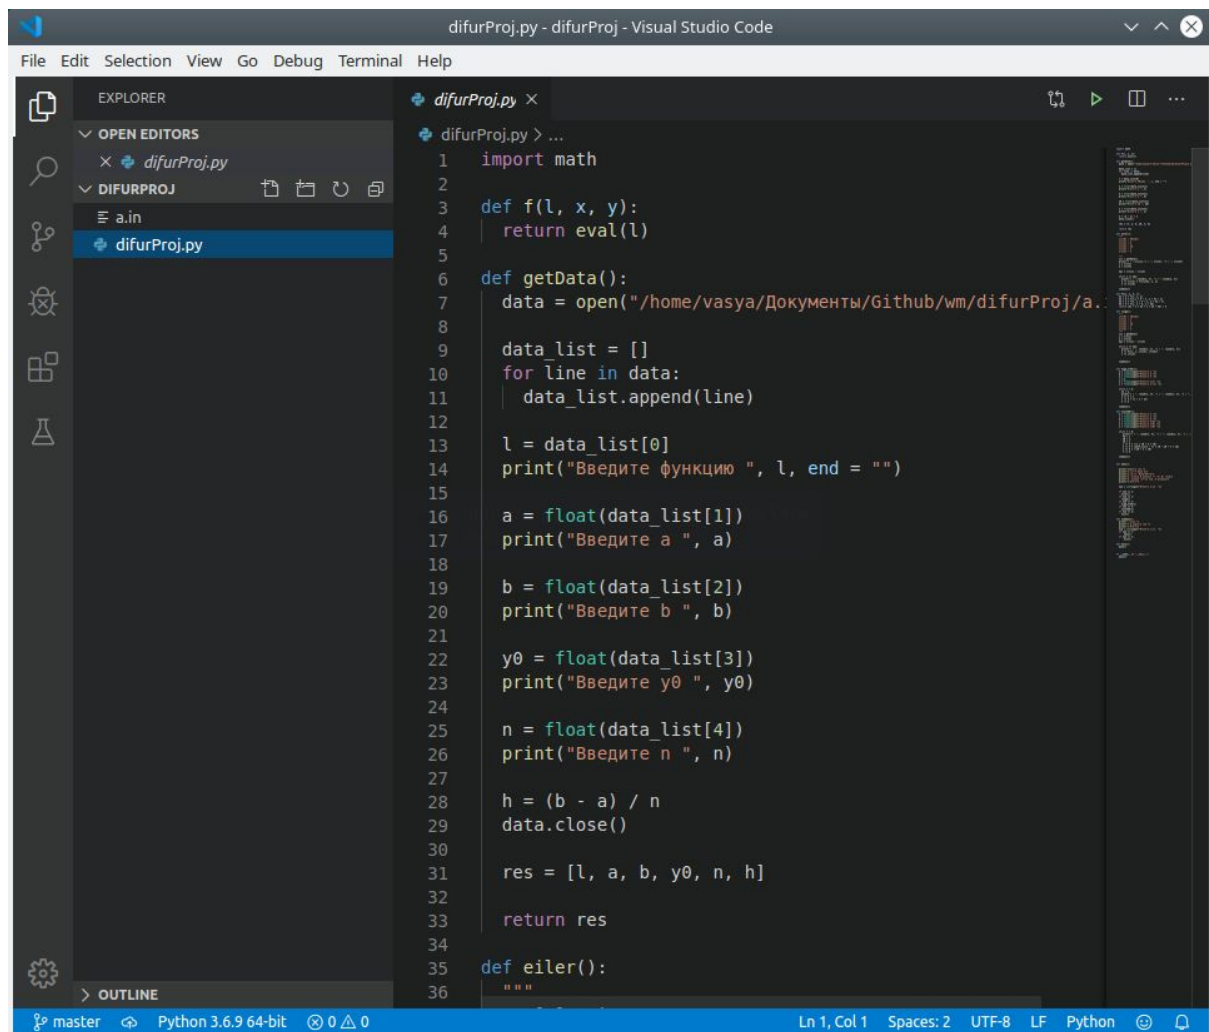 difurProj.py - difurProj - Visual Studio Code
File Edit Selection View Go Debug Terminal Help
EXPLORER
OPEN EDITORS
difurProj.py
DIFURPROJ
a.in
difurProj.py
OUTLINE
difurProj.py
difurProj.py > ...
1 import math
2
3 def f(l, x, y):
4 return eval(l)
5
6 def getData():
7 data = open("/home/vasya/Документы/Github/wm/difurProj/a.
8
9 data_list = []
10 for line in data:
11 data_list.append(line)
12
13 l = data_list[0]
14 print("Введите функцию ", l, end = "")
15
16 a = float(data_list[1])
17 print("Введите a ", a)
18
19 b = float(data_list[2])
20 print("Введите b ", b)
21
22 y0 = float(data_list[3])
23 print("Введите y0 ", y0)
24
25 n = float(data_list[4])
26 print("Введите n ", n)
27
28 h = (b - a) / n
29 data.close()
30
31 res = [l, a, b, y0, n, h]
32
33 return res
34
35 def eiler():
36 """
master Python 3.6.9 64-bit 0 0 Ln 1, Col 1 Spaces: 2 UTF-8 LF Python